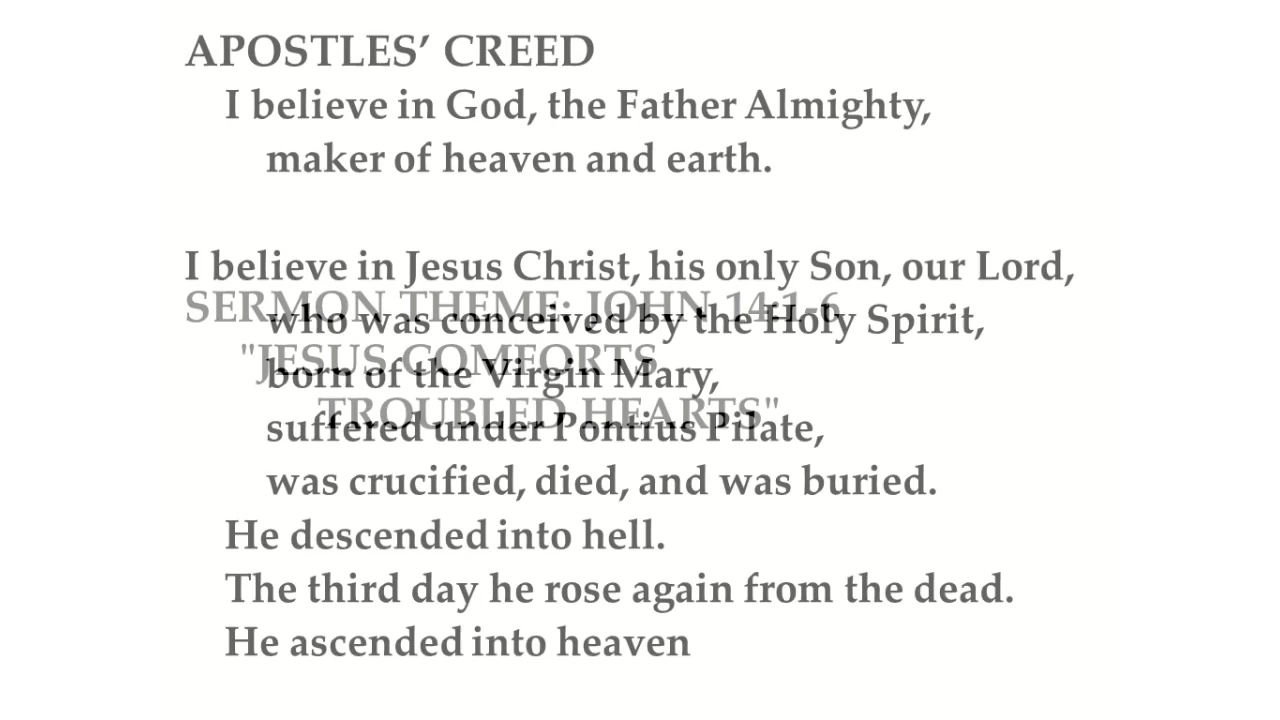 APOSTLES’ CREED
I believe in God, the Father Almighty,
maker of heaven and earth.
I believe in Jesus Christ, his only Son, our Lord,
SERMON THEME: JOHN 14:1-6
who was conceived by the Holy Spirit,
"JESUS COMFORTS
born of the Virgin Mary,
TROUBLED HEARTS"
suffered under Pontius Pilate,
was crucified, died, and was buried.
He descended into hell.
The third day he rose again from the dead.
He ascended into heaven